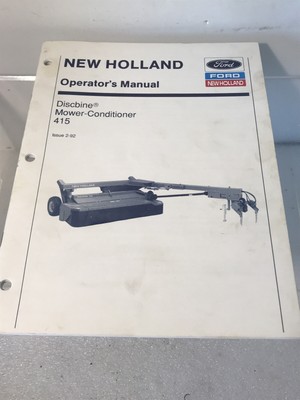 NEW HOLLAND
Operator's Manual
Ford
FORD
NEW HOLLAND
Discbine®
Mower-Conditioner
415
Issue 2-92